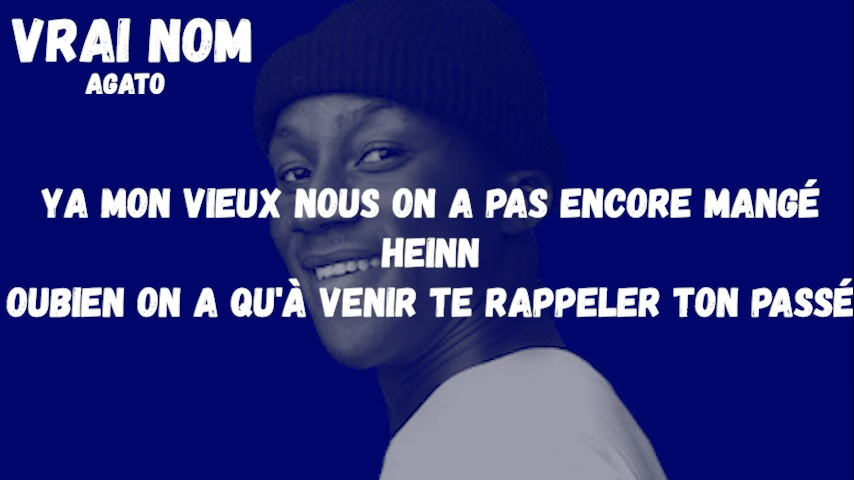 VRAI NOM
AGATO
YA MON VIEUX NOUS ON A PAS ENCORE MANGÉ
HEINN
OUBIEN ON A QU'À VENIR TE RAPPELER TON PASSÉ